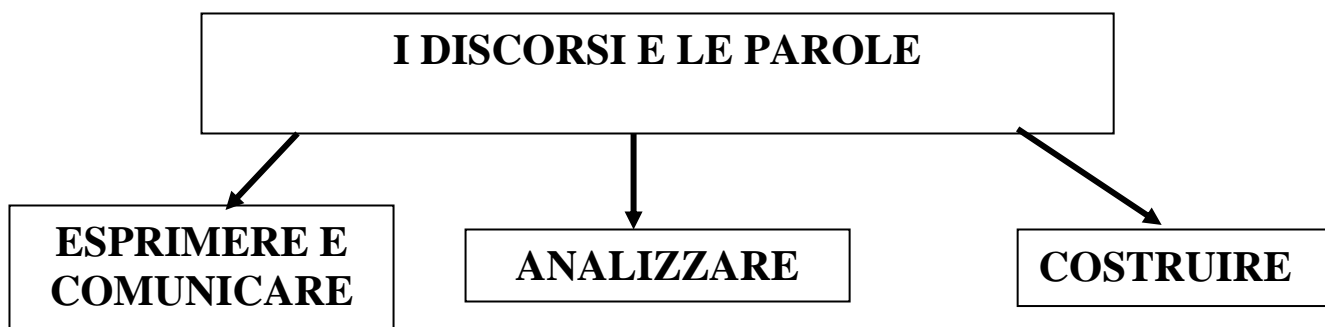 I DISCORSI E LE PAROLE
ESPRIMERE E
COMUNICARE
ANALIZZARE
COSTRUIRE